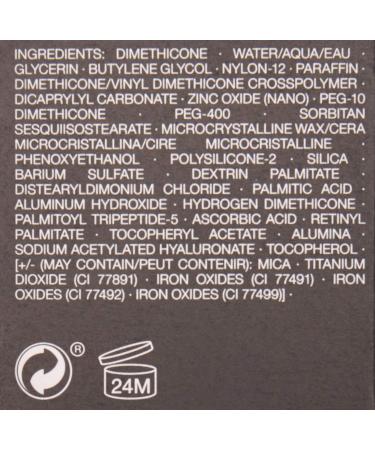 INGREDIENTS: DIMETHICONE · WATER/AQUA/EAU ·
GLYCERIN · BUTYLENE GLYCOL · NYLON-12 · PARAFFIN ·
DIMETHICONE/VINYL DIMETHICONE CROSSPOLYMER ·
DICAPRYLYL CARBONATE · ZINC OXIDE (NANO) · PEG-10
DIMETHICONE · PEG-400 · SORBITAN
SESQUIISOSTEARATE · MICROCRYSTALLINE WAX/CERA
MICROCRISTALLINA/CIRE MICROCRISTALLINE ·
PHENOXYETHANOL · POLYSILICONE-2 · SILICA ·
BARIUM SULFATE · DEXTRIN PALMITATE ·
DISTEARYLDIMONIUM CHLORIDE · PALMITIC ACID ·
ALUMINUM HYDROXIDE · HYDROGEN DIMETHICONE ·
PALMITOYL TRIPEPTIDE-5 · ASCORBIC ACID · RETINYL
PALMITATE · TOCOPHERYL ACETATE · ALUMINA ·
SODIUM ACETYLATED HYALURONATE · TOCOPHEROL ·
[+/- (MAY CONTAIN/PEUT CONTENIR): MICA · TITANIUM
DIOXIDE (CI 77891) · IRON OXIDES (CI 77491) · IRON
OXIDES (CI 77492) · IRON OXIDES (CI 77499)] ·
®
24M